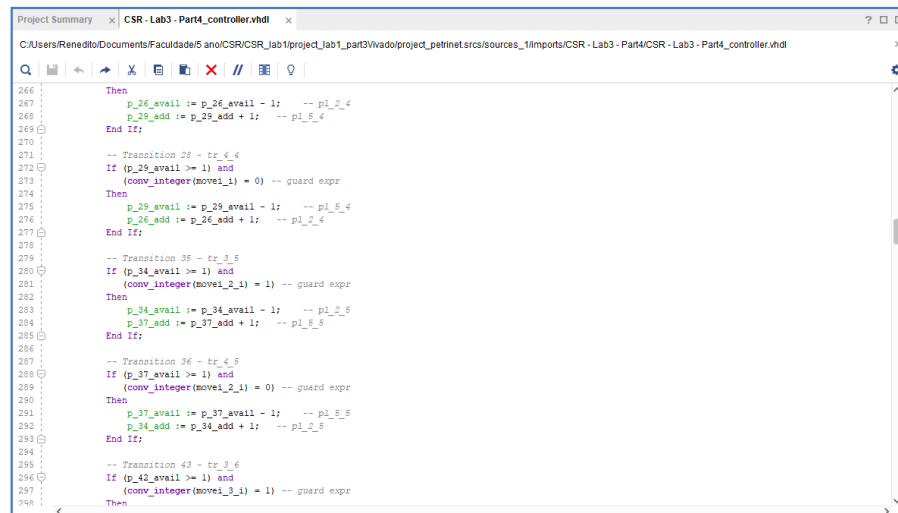 Project Summary × CSR - Lab3 - Part4_controller.vhdl × ?
C:/Users/Renedito/Documents/Faculdade/5 ano/CSR/CSR_lab1/project_lab1_part3Vivado/project_petrinet.srcs/sources_1/imports/CSR - Lab3 - Part4/CSR - Lab3 - Part4_controller.vhdl
266 Then
267 p_26_avail := p_26_avail - 1; -- pl_2_4
268 p_29_add := p_29_add + 1; -- pl_5_4
269 End If;
270
271 -- Transition 28 - tr_4_4
272 If (p_29_avail >= 1) and
273 (conv_integer(movei_i) = 0) -- guard expr
274 Then
275 p_29_avail := p_29_avail - 1; -- pl_5_4
276 p_26_add := p_26_add + 1; -- pl_2_4
277 End If;
278
279 -- Transition 35 - tr_3_5
280 If (p_34_avail >= 1) and
281 (conv_integer(movei_2_i) = 1) -- guard expr
282 Then
283 p_34_avail := p_34_avail - 1; -- pl_2_5
284 p_37_add := p_37_add + 1; -- pl_5_5
285 End If;
286
287 -- Transition 36 - tr_4_5
288 If (p_37_avail >= 1) and
289 (conv_integer(movei_2_i) = 0) -- guard expr
290 Then
291 p_37_avail := p_37_avail - 1; -- pl_5_5
292 p_34_add := p_34_add + 1; -- pl_2_5
293 End If;
294
295 -- Transition 43 - tr_3_6
296 If (p_42_avail >= 1) and
297 (conv_integer(movei_3_i) = 1) -- guard expr
298 Then